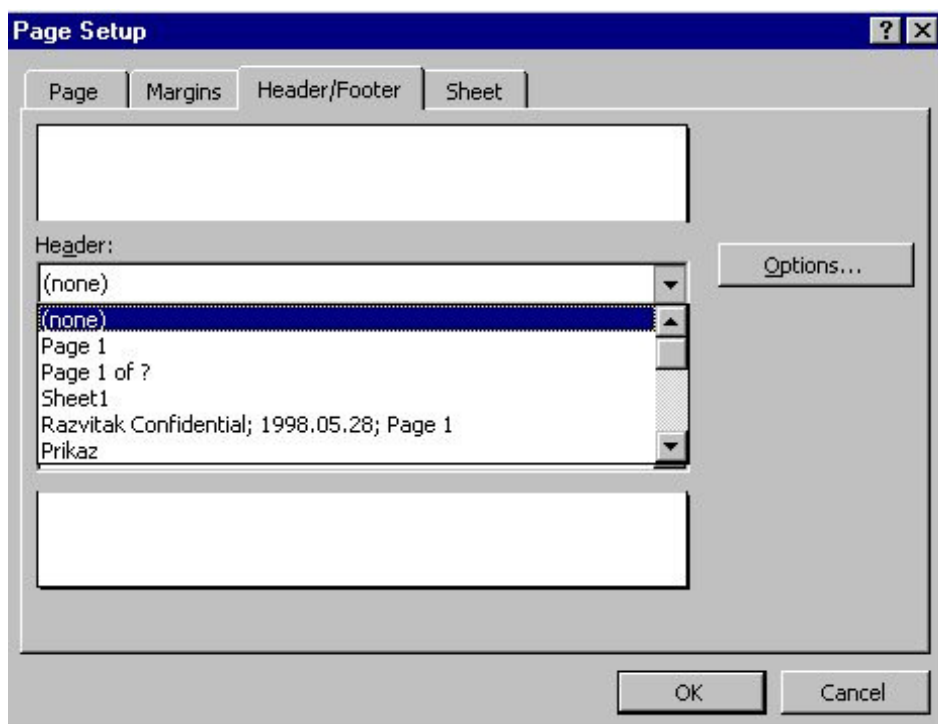 Page Setup
Page Margins Header/Footer Sheet
Header:
Options...
(none)
(none)
Page 1
Page 1 of ?
Sheet1
Razvitak Confidential; 1998.05.28; Page 1
Prikaz
OK Cancel